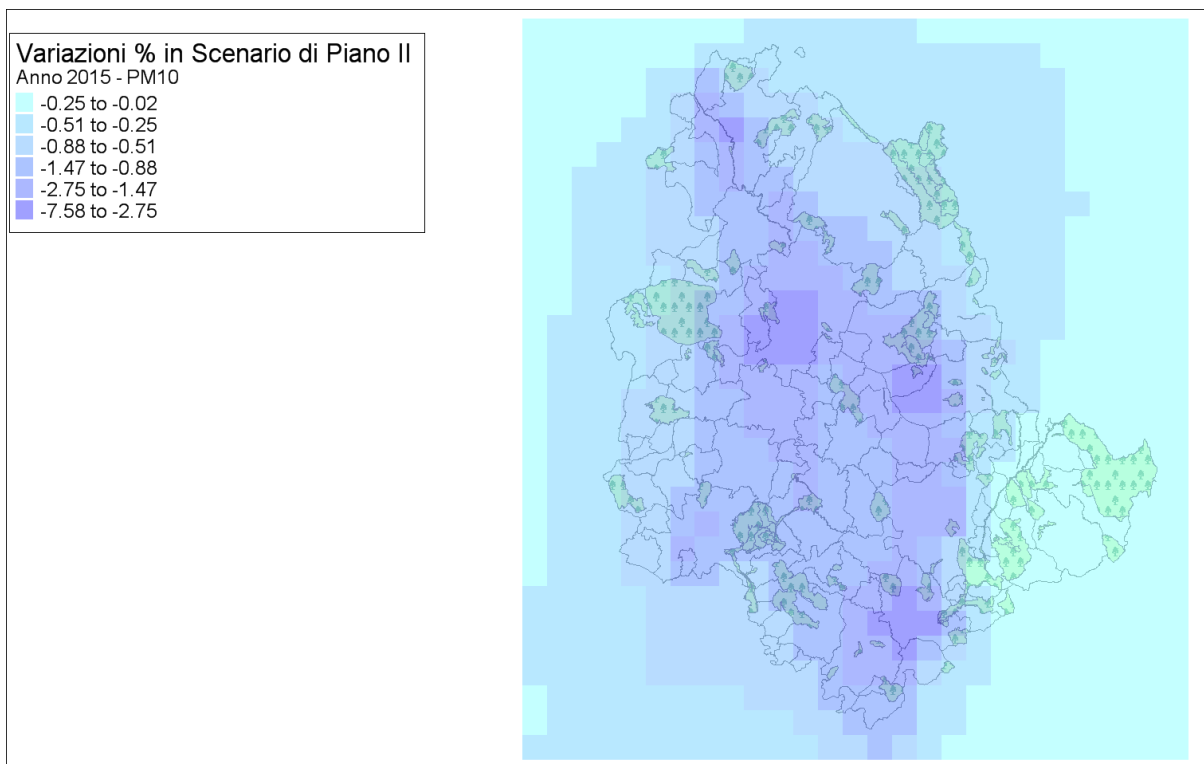 Variazioni % in Scenario di Piano II
Anno 2015 - PM10
-0.25 to -0.02
-0.51 to -0.25
-0.88 to -0.51
-1.47 to -0.88
-2.75 to -1.47
-7.58 to -2.75